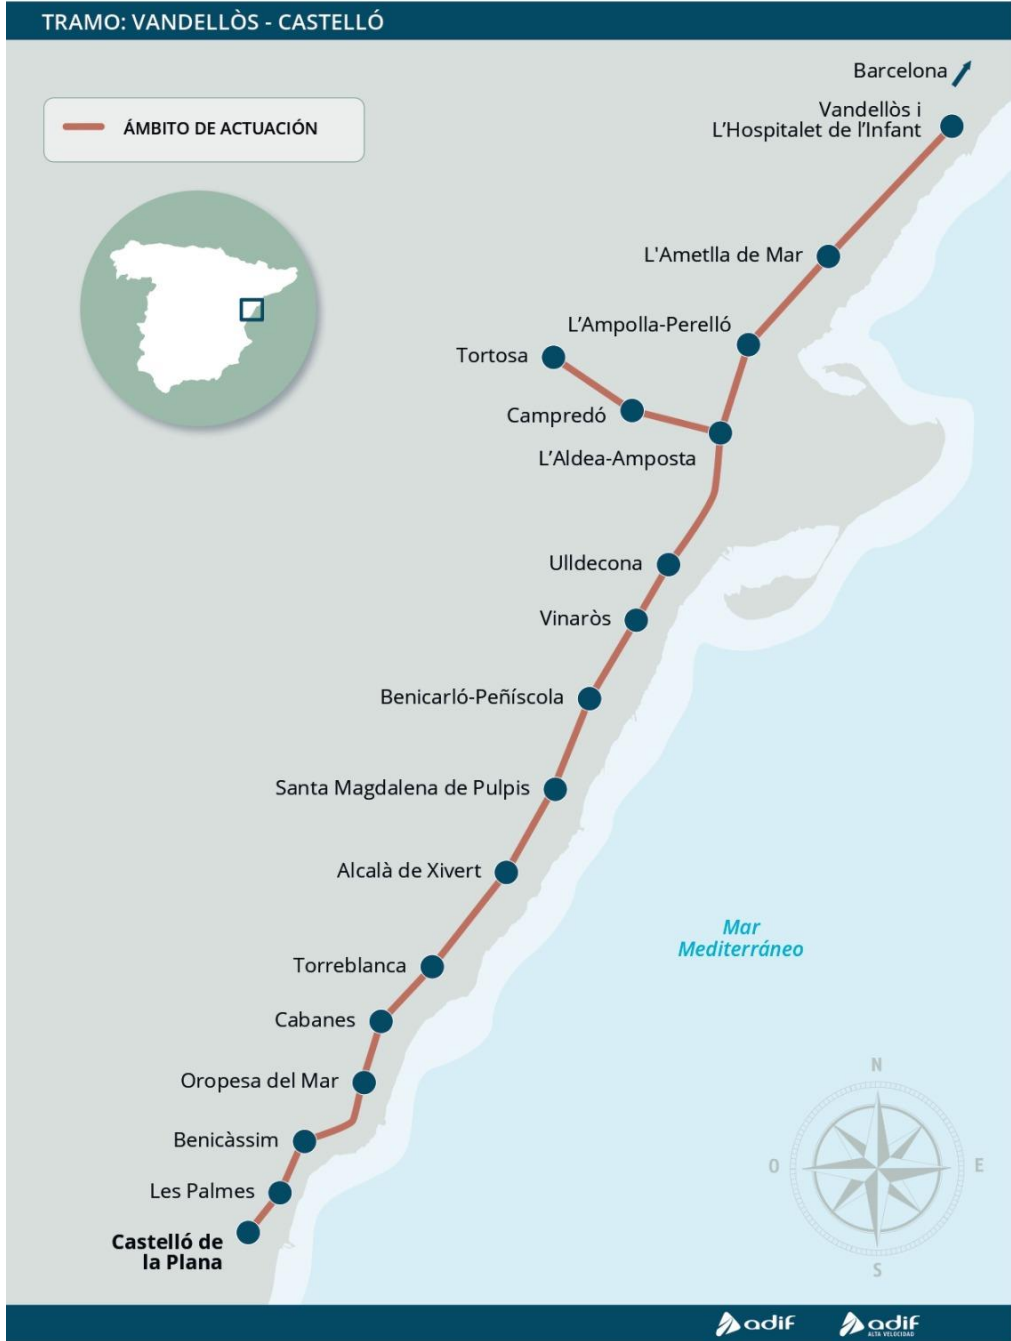 TRAMO: VANDELLÒS - CASTELLÓ
Barcelona
ÁMBITO DE ACTUACIÓN
Vandellòs i
L'Hospitalet de l'Infant
L'Ametlla de Mar
L'Ampolla-Perelló
Tortosa
Campredó
L'Aldea-Amposta
Ulldecona
Vinaròs
Benicarló-Peñíscola
Santa Magdalena de Pulpis
Alcalà de Xivert
Mar
Mediterráneo
Torreblanca
Cabanes
Oropesa del Mar
Benicàssim
Les Palmes
Castelló de
la Plana
N
O
E
S
adif
adif
ALTA VELOCIDAD